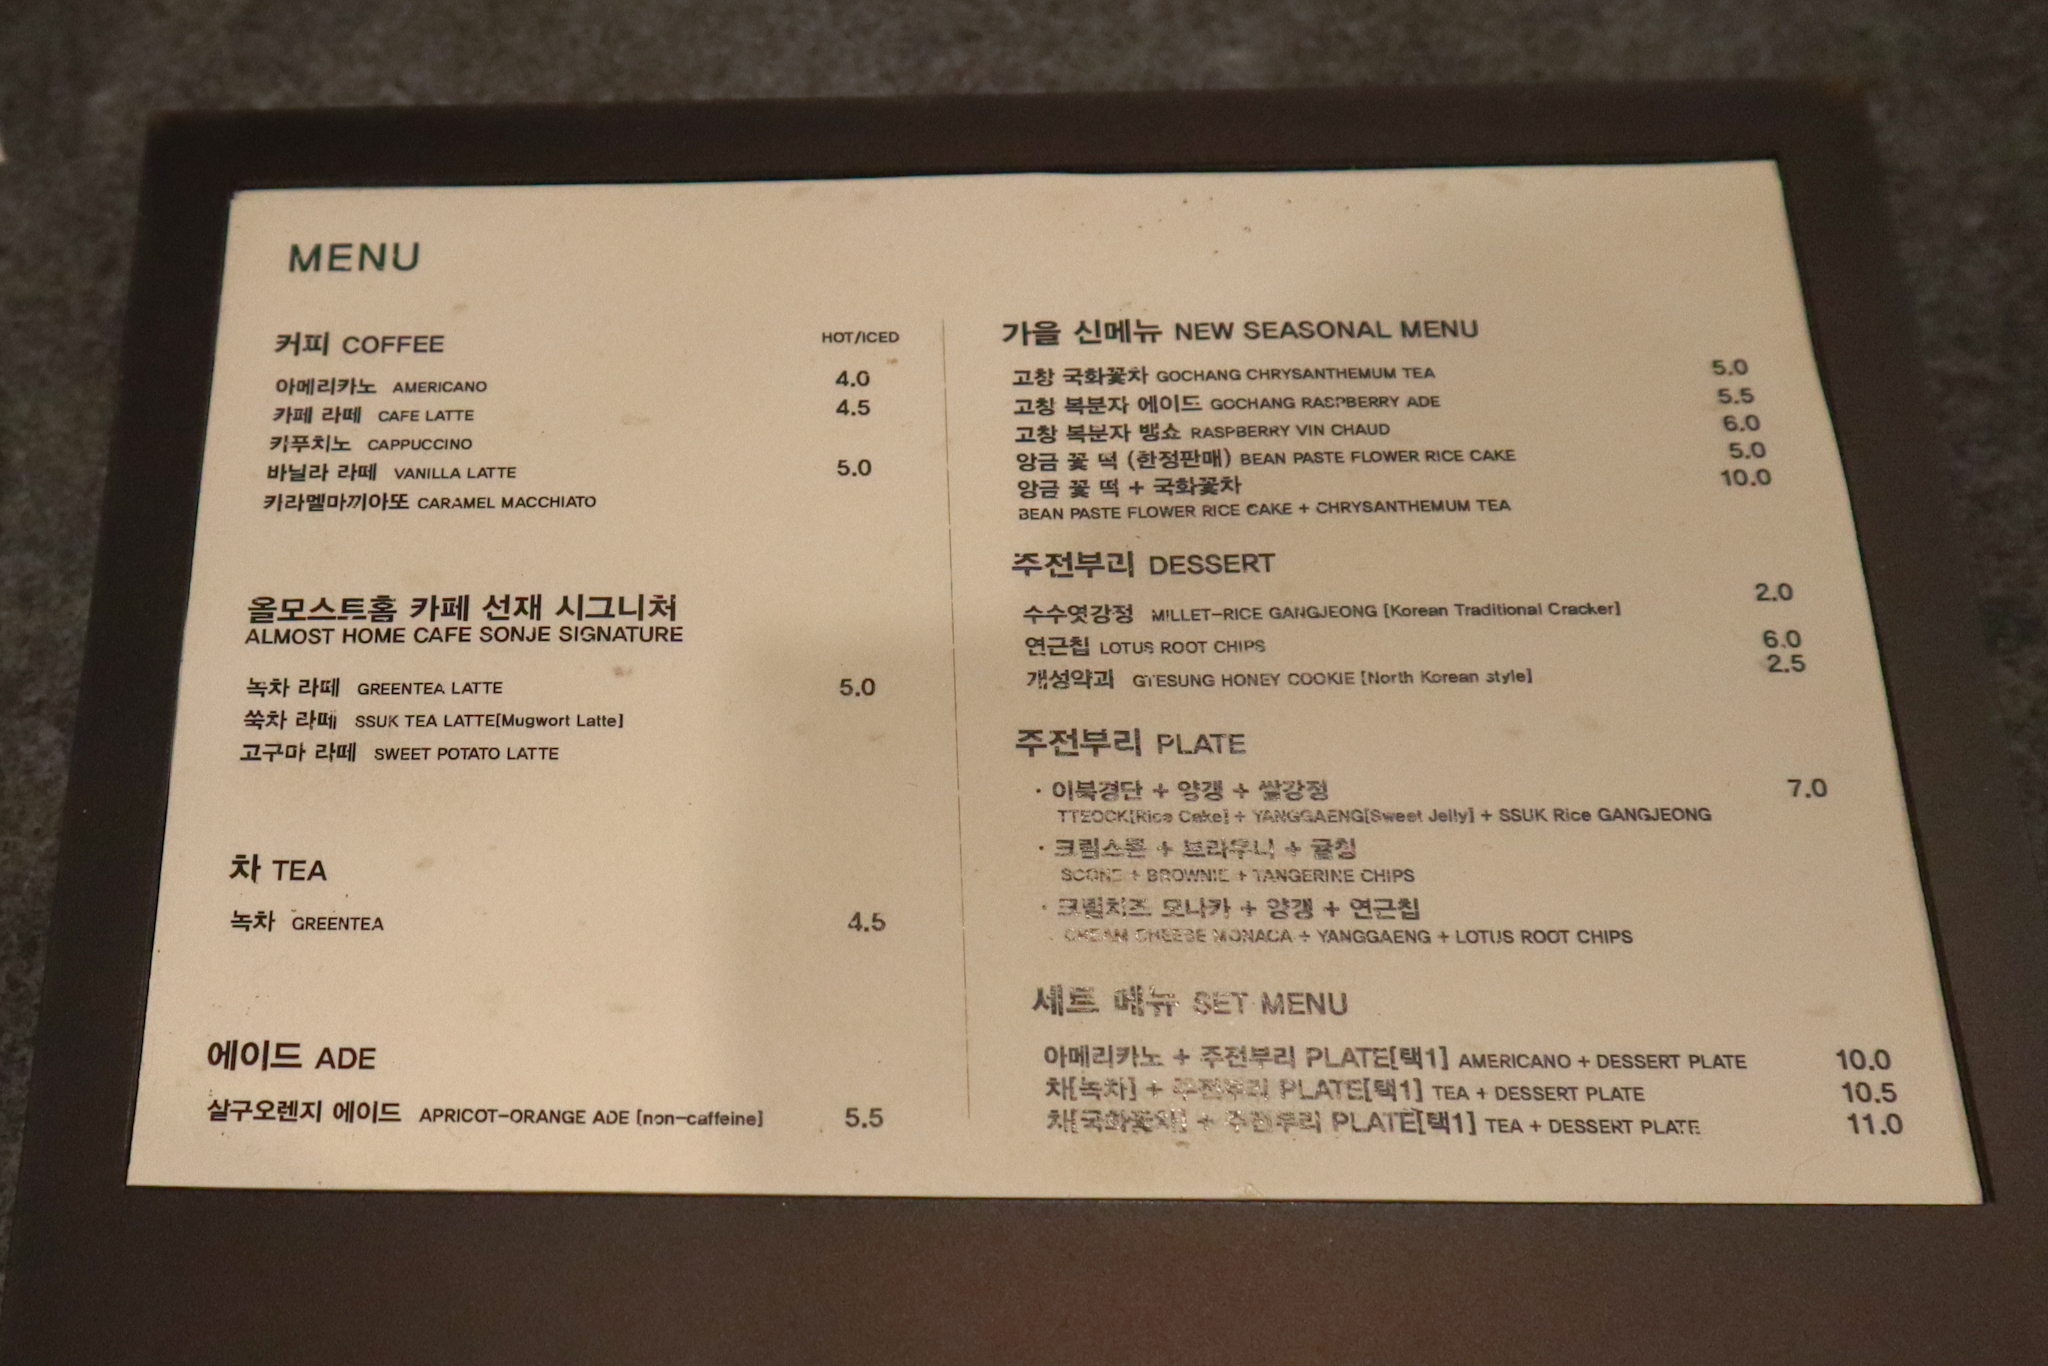 MENU
커피 COFFEE HOT/ICED
아메리카노 AMERICANO 4.0
카페 라떼 CAFE LATTE 4.5
카푸치노 CAPPUCCINO
바닐라 라떼 VANILLA LATTE 5.0
카라멜마끼아또 CARAMEL MACCHIATO
올모스트홈 카페 선재 시그니처
ALMOST HOME CAFE SONJE SIGNATURE
녹차 라떼 GREENTEA LATTE 5.0
쑥차 라떼 SSUK TEA LATTE[Mugwort Latte]
고구마 라떼 SWEET POTATO LATTE
차 TEA
녹차 GREENTEA 4.5
에이드 ADE
살구오렌지 에이드 APRICOT-ORANGE ADE [non-caffeine] 5.5
가을 신메뉴 NEW SEASONAL MENU
고창 국화꽃차 GOCHANG CHRYSANTHEMUM TEA 5.0
고창 복분자 에이드 GOCHANG RASPBERRY ADE 5.5
고창 복분자 뱅쇼 RASPBERRY VIN CHAUD 6.0
앙금 꽃 떡 (한정판매) BEAN PASTE FLOWER RICE CAKE 5.0
앙금 꽃 떡 + 국화꽃차 10.0
BEAN PASTE FLOWER RICE CAKE + CHRYSANTHEMUM TEA
주전부리 DESSERT
수수엿강정 MILLET-RICE GANGJEONG [Korean Traditional Cracker] 2.0
연근칩 LOTUS ROOT CHIPS 6.0
개성약과 GYESUNG HONEY COOKIE [North Korean style] 2.5
주전부리 PLATE
· 이북경단 + 양갱 + 쌀강정 7.0
TTEOCK[Rice Cake] + YANGGAENG[Sweet Jelly] + SSUK Rice GANGJEONG
· 크림스콘 + 브라우니 + 귤칩
SCONE + BROWNIE + TANGERINE CHIPS
· 크림치즈 모나카 + 양갱 + 연근칩
CREAM CHEESE MONACA + YANGGAENG + LOTUS ROOT CHIPS
세트 메뉴 SET MENU
아메리카노 + 주전부리 PLATE[택1] AMERICANO + DESSERT PLATE 10.0
차[녹차] + 주전부리 PLATE[택1] TEA + DESSERT PLATE 10.5
차[국화꽃차] + 주전부리 PLATE[택1] TEA + DESSERT PLATE 11.0